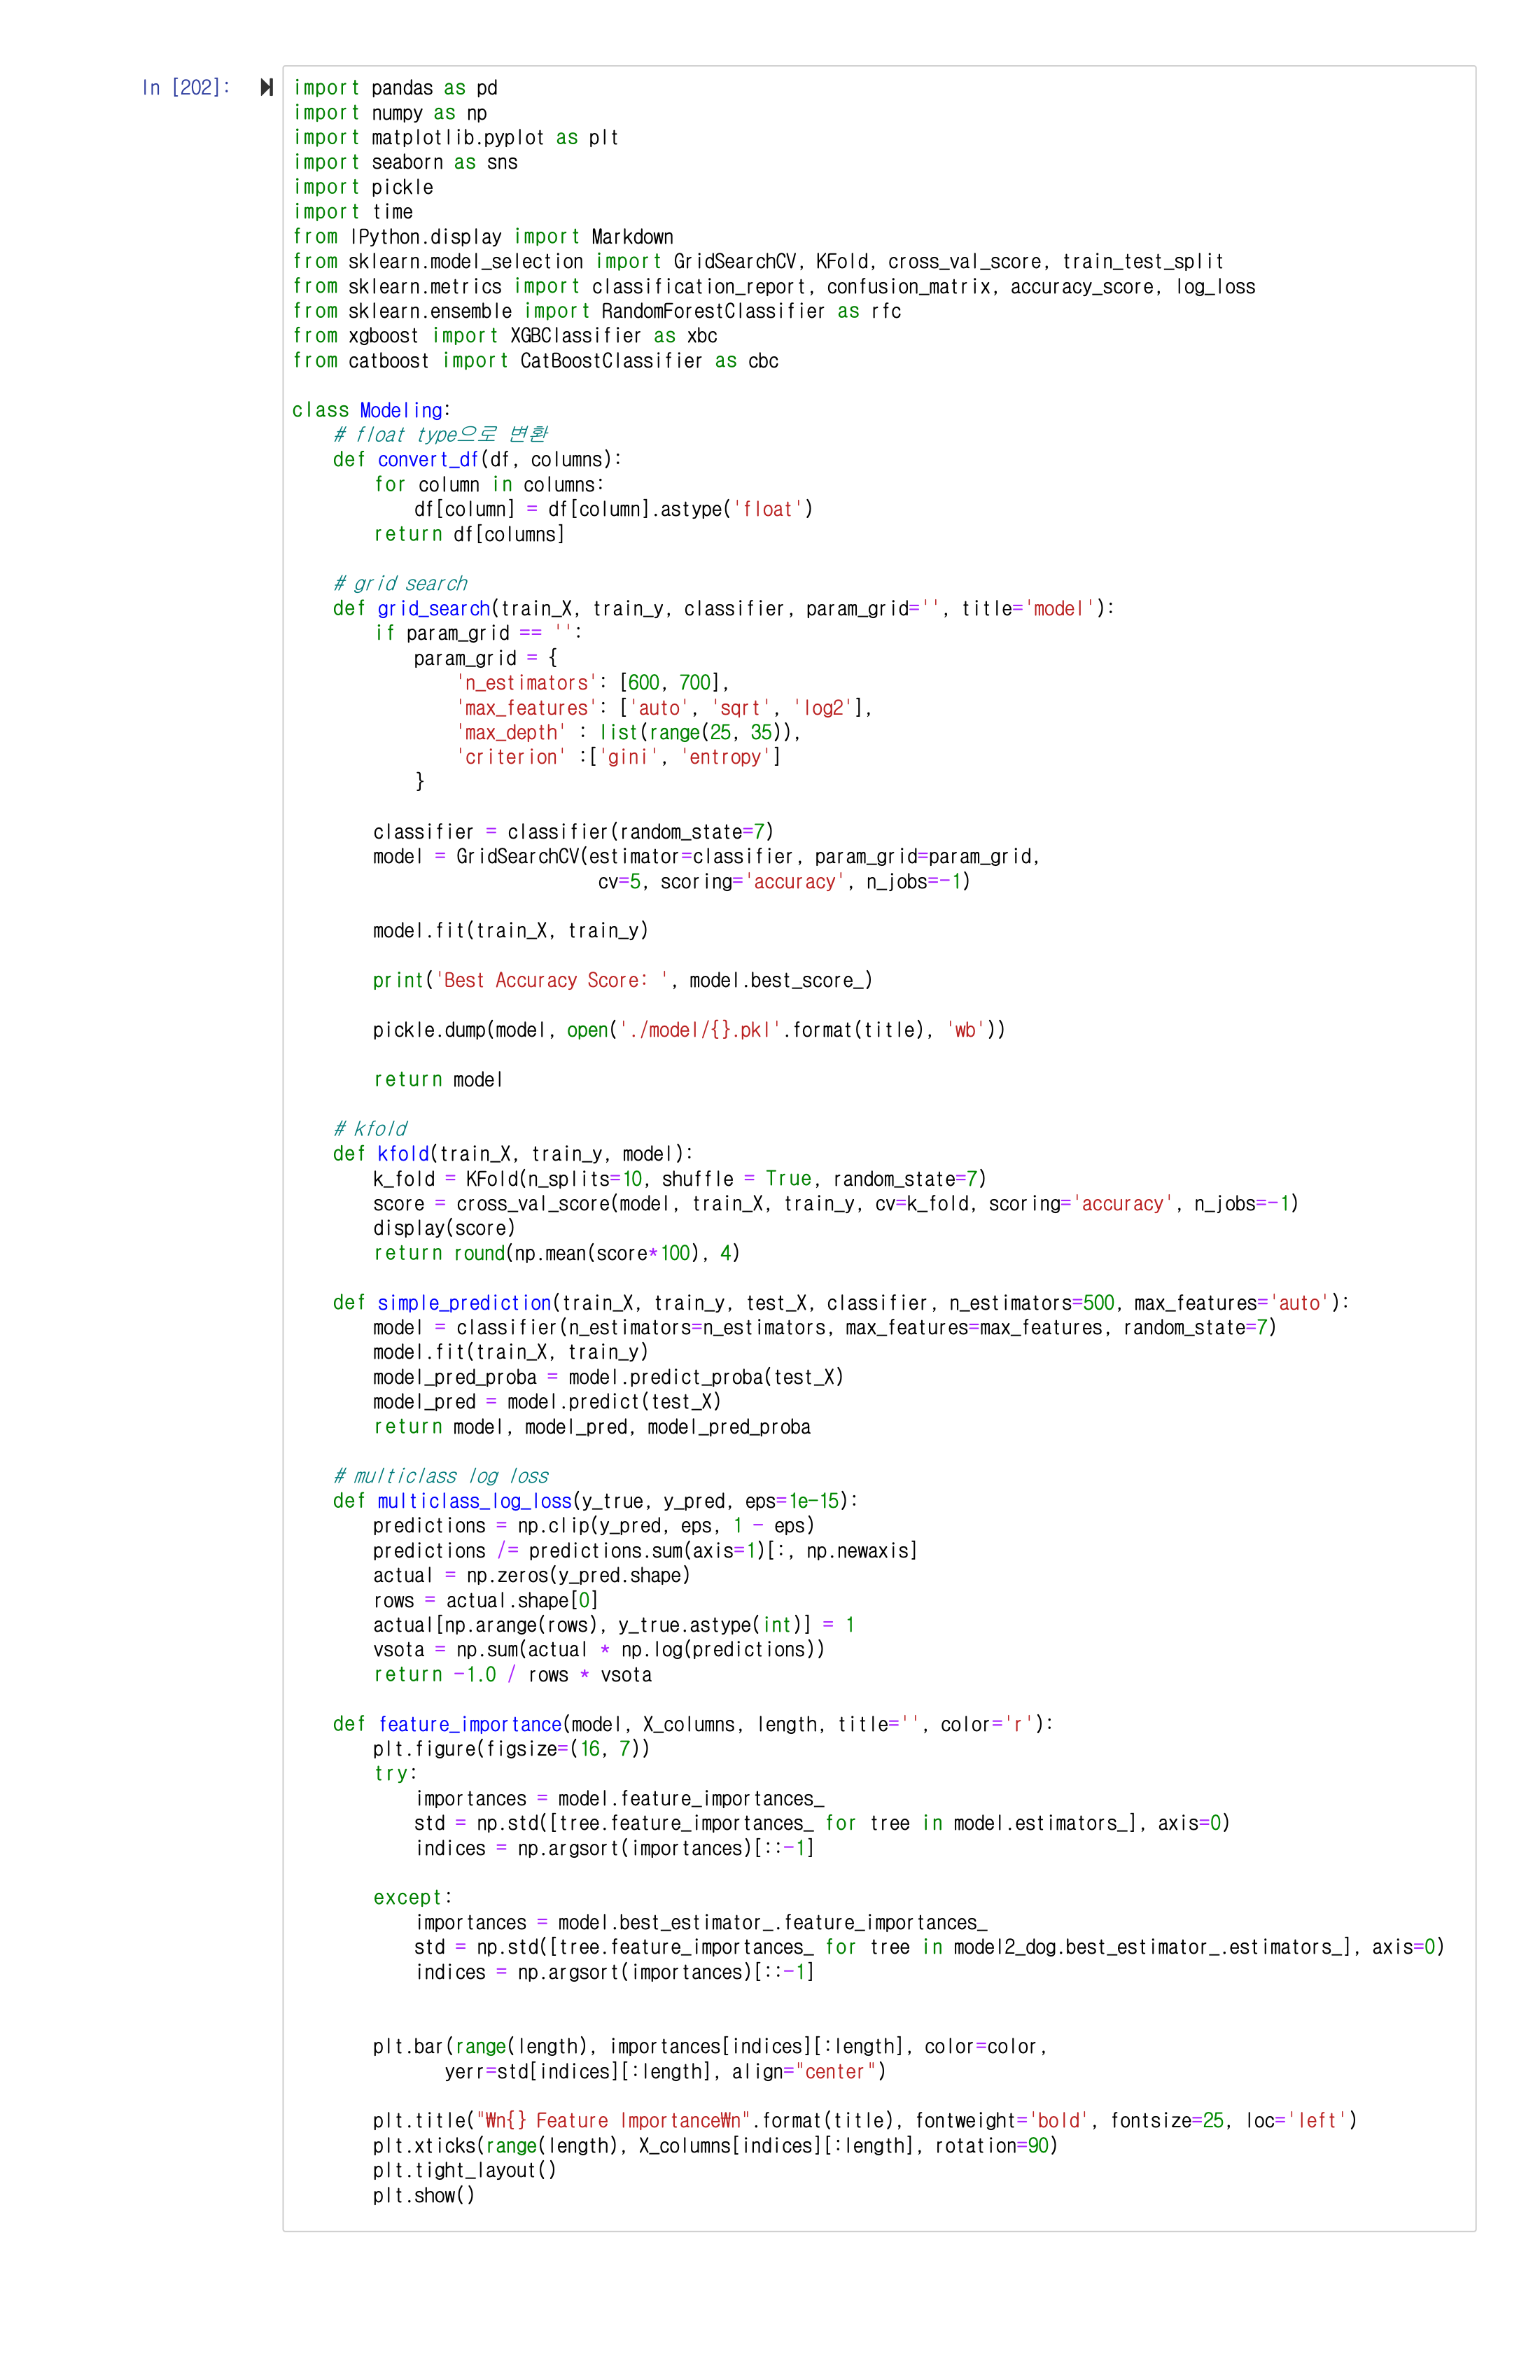 In [202]:
import pandas as pd
import numpy as np
import matplotlib.pyplot as plt
import seaborn as sns
import pickle
import time
from IPython.display import Markdown
from sklearn.model_selection import GridSearchCV, KFold, cross_val_score, train_test_split
from sklearn.metrics import classification_report, confusion_matrix, accuracy_score, log_loss
from sklearn.ensemble import RandomForestClassifier as rfc
from xgboost import XGBClassifier as xbc
from catboost import CatBoostClassifier as cbc

class Modeling:
    # float type으로 변환
    def convert_df(df, columns):
        for column in columns:
            df[column] = df[column].astype('float')
        return df[columns]

    # grid search
    def grid_search(train_X, train_y, classifier, param_grid='', title='model'):
        if param_grid == '':
            param_grid = {
                'n_estimators': [600, 700],
                'max_features': ['auto', 'sqrt', 'log2'],
                'max_depth' : list(range(25, 35)),
                'criterion' :['gini', 'entropy']
            }

        classifier = classifier(random_state=7)
        model = GridSearchCV(estimator=classifier, param_grid=param_grid,
                              cv=5, scoring='accuracy', n_jobs=-1)

        model.fit(train_X, train_y)

        print('Best Accuracy Score: ', model.best_score_)

        pickle.dump(model, open('./model/{}.pkl'.format(title), 'wb'))

        return model

    # kfold
    def kfold(train_X, train_y, model):
        k_fold = KFold(n_splits=10, shuffle = True, random_state=7)
        score = cross_val_score(model, train_X, train_y, cv=k_fold, scoring='accuracy', n_jobs=-1)
        display(score)
        return round(np.mean(score*100), 4)

    def simple_prediction(train_X, train_y, test_X, classifier, n_estimators=500, max_features='auto'):
        model = classifier(n_estimators=n_estimators, max_features=max_features, random_state=7)
        model.fit(train_X, train_y)
        model_pred_proba = model.predict_proba(test_X)
        model_pred = model.predict(test_X)
        return model, model_pred, model_pred_proba

    # multiclass log loss
    def multiclass_log_loss(y_true, y_pred, eps=1e-15):
        predictions = np.clip(y_pred, eps, 1 - eps)
        predictions /= predictions.sum(axis=1)[:, np.newaxis]
        actual = np.zeros(y_pred.shape)
        rows = actual.shape[0]
        actual[np.arange(rows), y_true.astype(int)] = 1
        vsota = np.sum(actual * np.log(predictions))
        return -1.0 / rows * vsota

    def feature_importance(model, X_columns, length, title='', color='r'):
        plt.figure(figsize=(16, 7))
        try:
            importances = model.feature_importances_
            std = np.std([tree.feature_importances_ for tree in model.estimators_], axis=0)
            indices = np.argsort(importances)[::-1]

        except:
            importances = model.best_estimator_.feature_importances_
            std = np.std([tree.feature_importances_ for tree in model2_dog.best_estimator_.estimators_], axis=0)
            indices = np.argsort(importances)[::-1]


        plt.bar(range(length), importances[indices][:length], color=color,
               yerr=std[indices][:length], align="center")

        plt.title("₩n{} Feature Importance₩n".format(title), fontweight='bold', fontsize=25, loc='left')
        plt.xticks(range(length), X_columns[indices][:length], rotation=90)
        plt.tight_layout()
        plt.show()